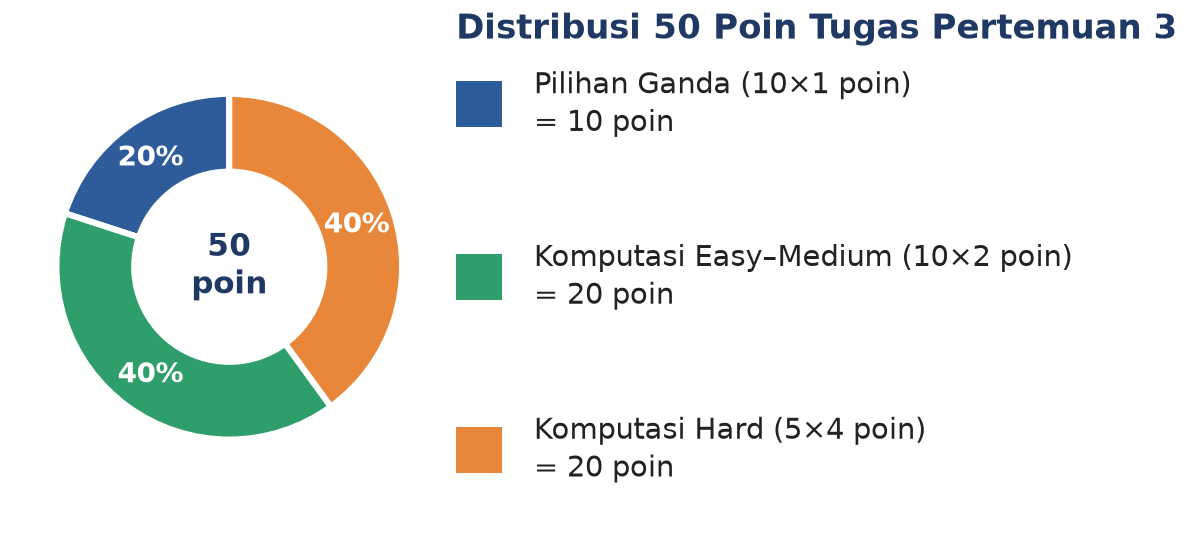 Distribusi 50 Poin Tugas Pertemuan 3
Pilihan Ganda (10×1 poin)
= 10 poin
Komputasi Easy–Medium (10×2 poin)
= 20 poin
Komputasi Hard (5×4 poin)
= 20 poin
20%
40%
40%
50
poin